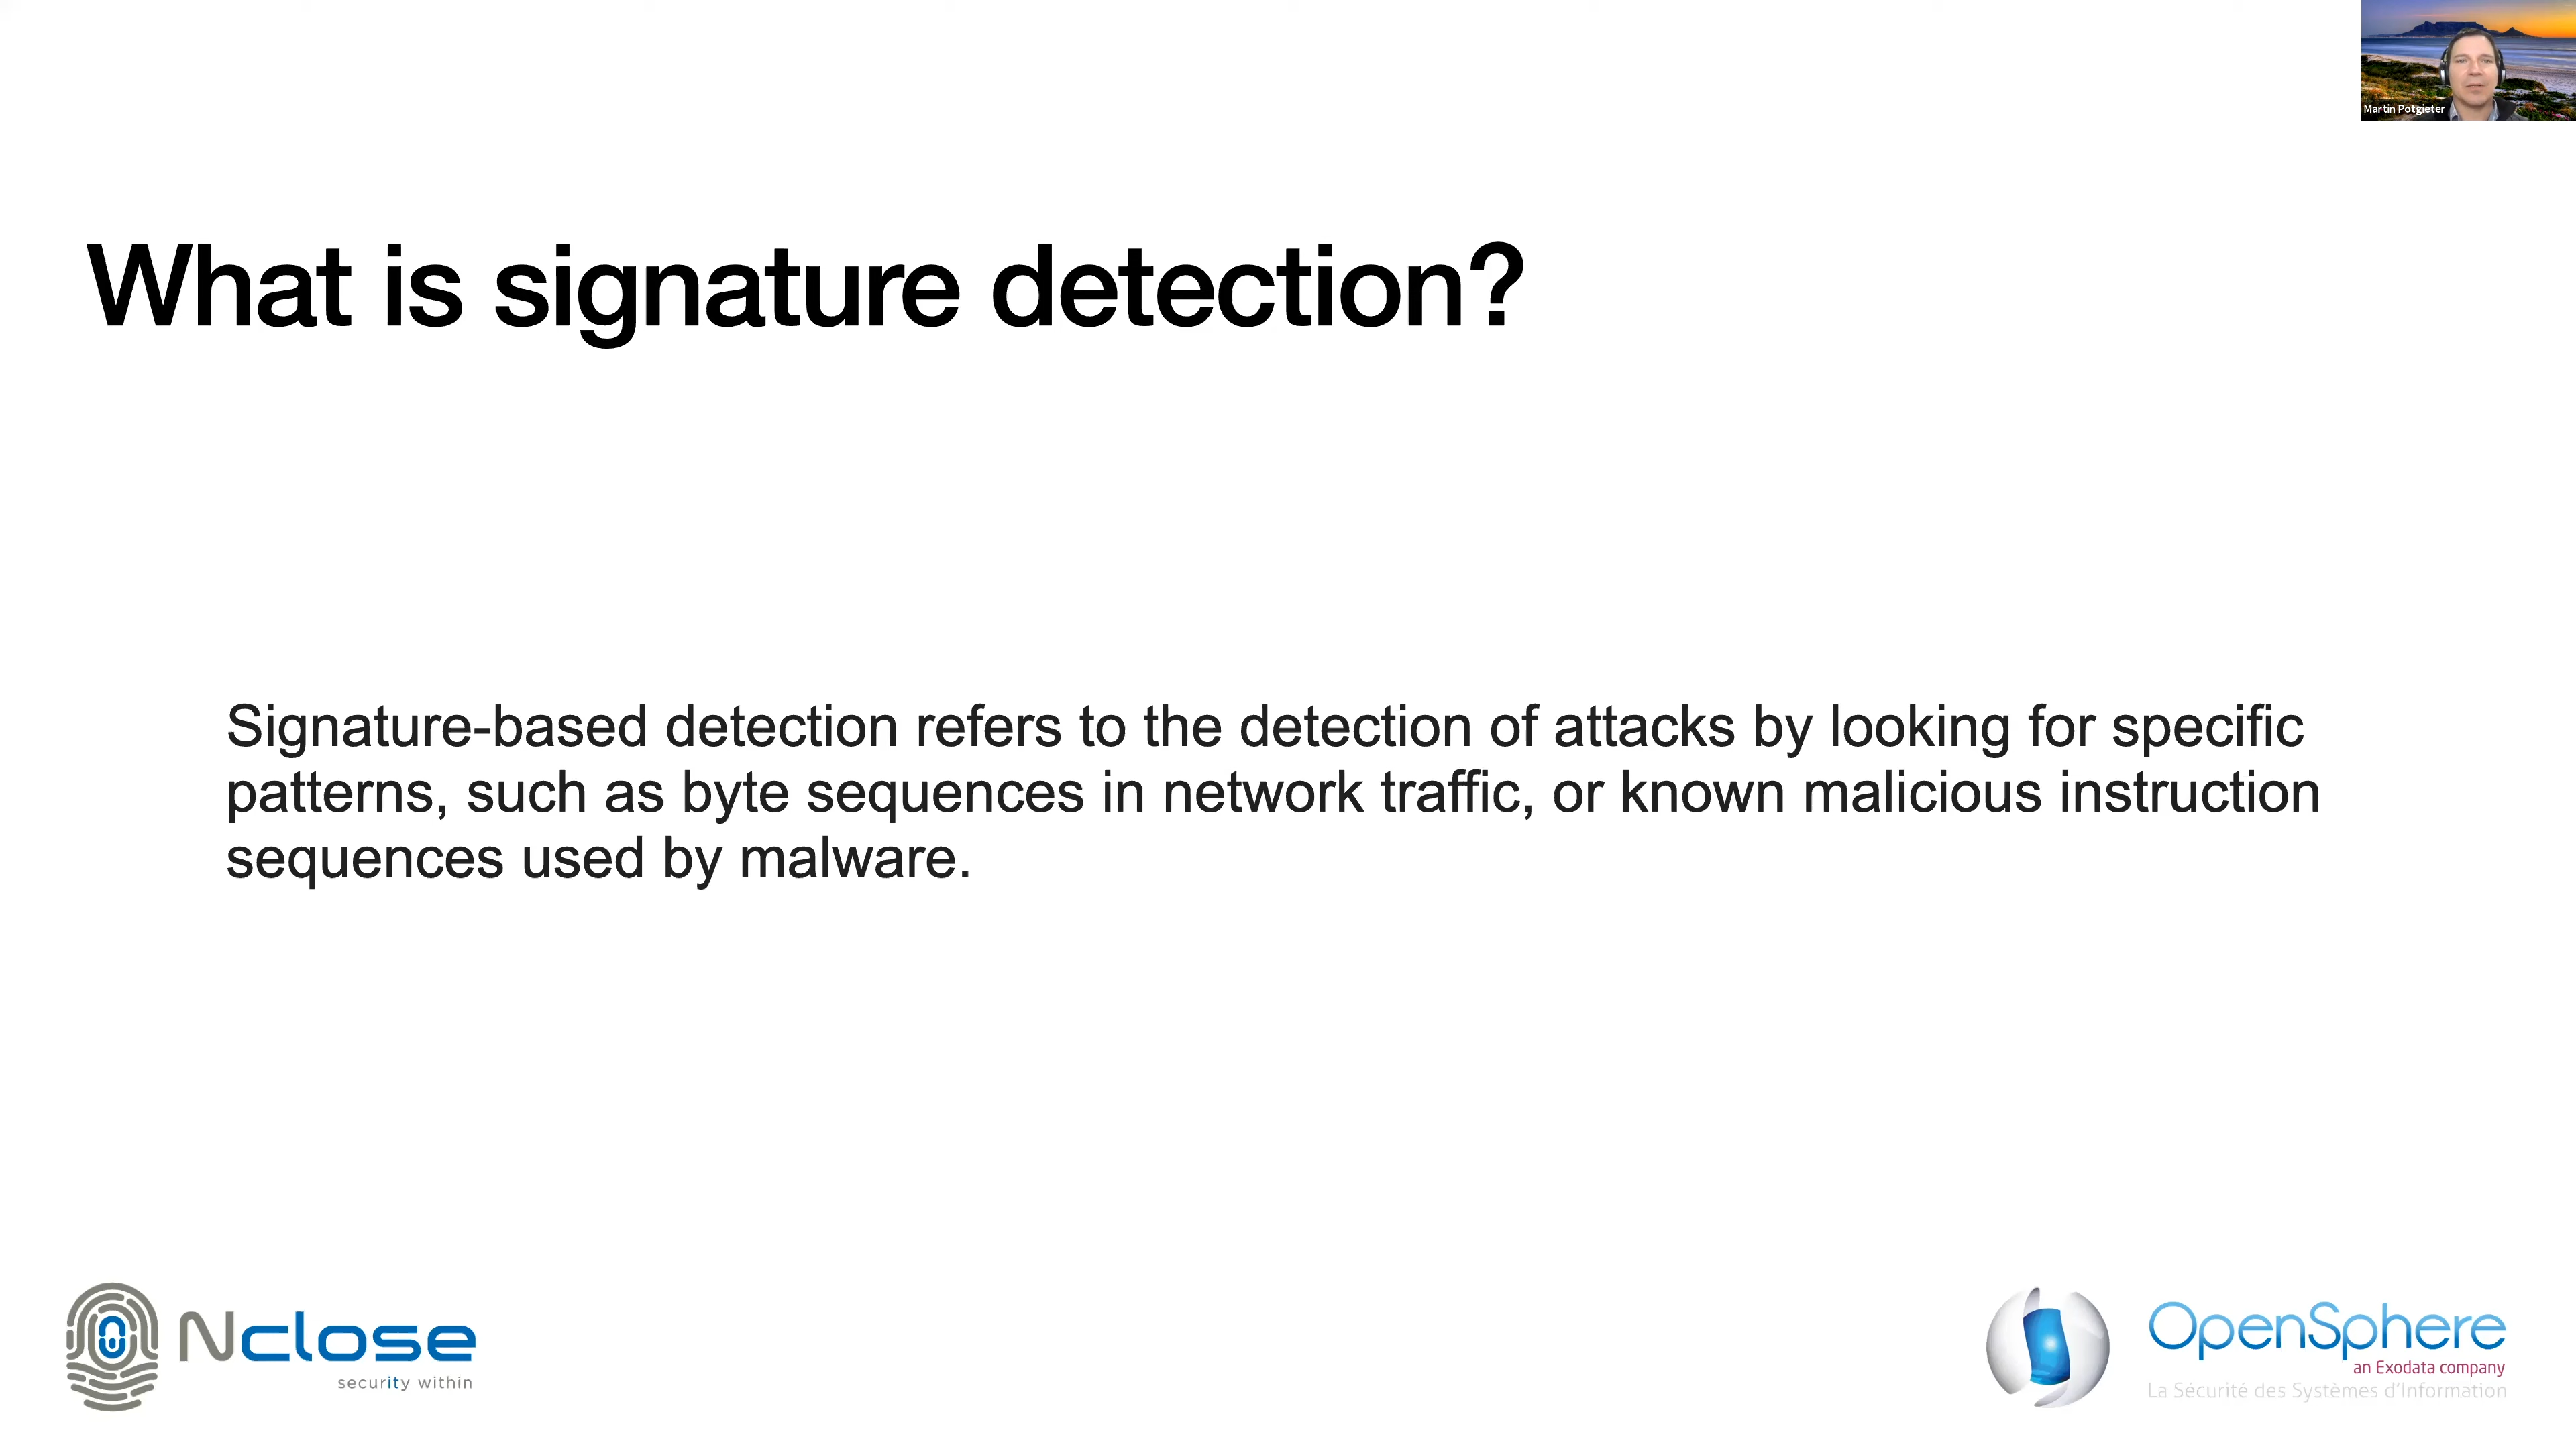 Martin Potgieter
What is signature detection?
Signature-based detection refers to the detection of attacks by looking for specific
patterns, such as byte sequences in network traffic, or known malicious instruction
sequences used by malware.
Nclose
security within
OpenSphere
an Exodata company
La Sécurité des Systèmes d'Information